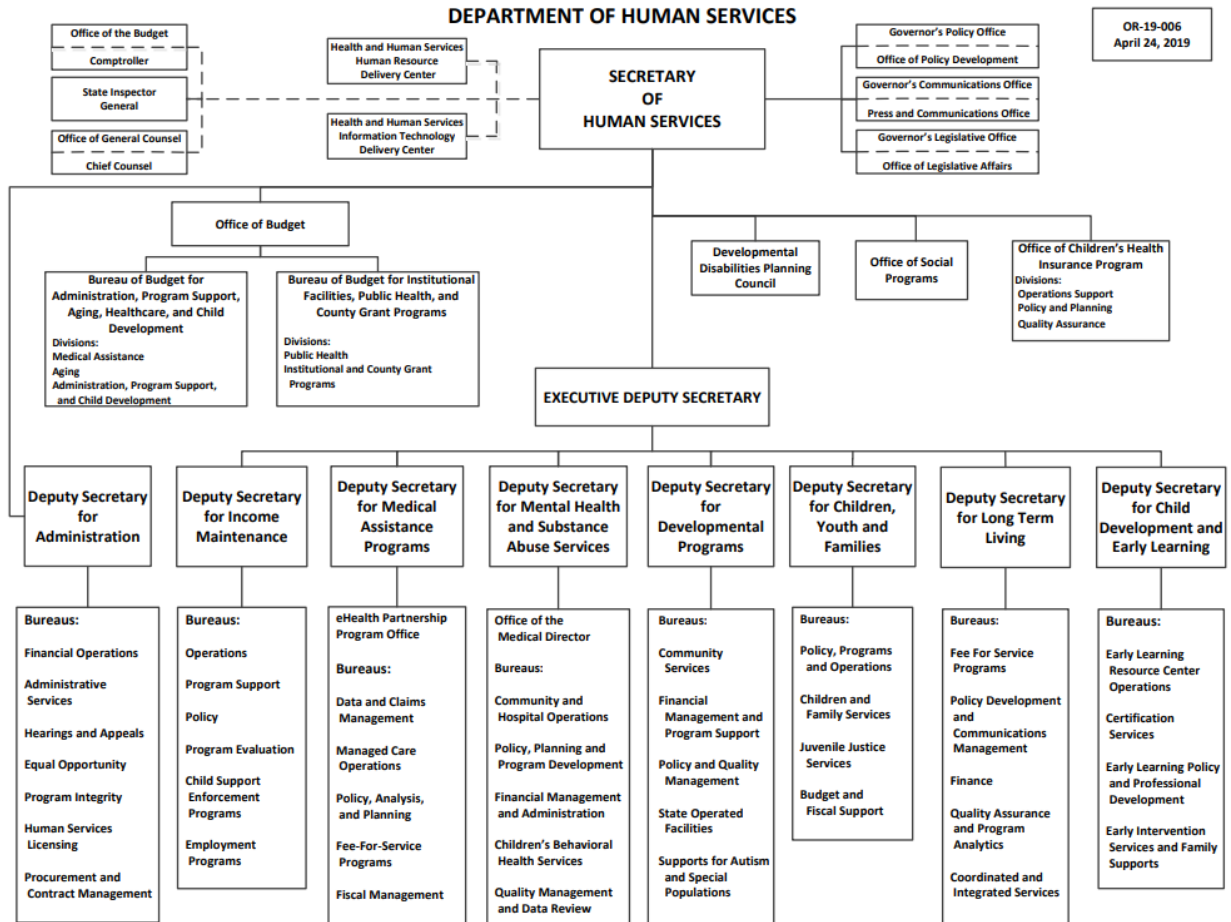 DEPARTMENT OF HUMAN SERVICES
OR-19-006
April 24, 2019
Office of the Budget
Comptroller
State Inspector
General
Office of General Counsel
Chief Counsel
Health and Human Services
Human Resource
Delivery Center
Health and Human Services
Information Technology
Delivery Center
SECRETARY
OF
HUMAN SERVICES
Governor's Policy Office
Office of Policy Development
Governor's Communications Office
Press and Communications Office
Governor's Legislative Office
Office of Legislative Affairs
Office of Budget
Bureau of Budget for
Administration, Program Support,
Aging, Healthcare, and Child
Development
Divisions:
Medical Assistance
Aging
Administration, Program Support,
and Child Development
Bureau of Budget for Institutional
Facilities, Public Health, and
County Grant Programs
Divisions:
Public Health
Institutional and County Grant
Programs
Developmental
Disabilities Planning
Council
Office of Social
Programs
Office of Children's Health
Insurance Program
Divisions:
Operations Support
Policy and Planning
Quality Assurance
EXECUTIVE DEPUTY SECRETARY
Deputy Secretary
for
Administration
Bureaus:
Financial Operations
Administrative
Services
Hearings and Appeals
Equal Opportunity
Program Integrity
Human Services
Licensing
Procurement and
Contract Management
Deputy Secretary
for Income
Maintenance
Bureaus:
Operations
Program Support
Policy
Program Evaluation
Child Support
Enforcement
Programs
Employment
Programs
Deputy Secretary
for Medical
Assistance
Programs
eHealth Partnership
Program Office
Bureaus:
Data and Claims
Management
Managed Care
Operations
Policy, Analysis,
and Planning
Fee-For-Service
Programs
Fiscal Management
Deputy Secretary
for Mental Health
and Substance
Abuse Services
Office of the
Medical Director
Bureaus:
Community and
Hospital Operations
Policy, Planning and
Program Development
Financial Management
and Administration
Children's Behavioral
Health Services
Quality Management
and Data Review
Deputy Secretary
for
Developmental
Programs
Bureaus:
Community
Services
Financial
Management and
Program Support
Policy and Quality
Management
State Operated
Facilities
Supports for Autism
and Special
Populations
Deputy Secretary
for Children,
Youth and
Families
Bureaus:
Policy, Programs
and Operations
Children and
Family Services
Juvenile Justice
Services
Budget and
Fiscal Support
Deputy Secretary
for Long Term
Living
Bureaus:
Fee For Service
Programs
Policy Development
and
Communications
Management
Finance
Quality Assurance
and Program
Analytics
Coordinated and
Integrated Services
Deputy Secretary
for Child
Development and
Early Learning
Bureaus:
Early Learning
Resource Center
Operations
Certification
Services
Early Learning Policy
and Professional
Development
Early Intervention
Services and Family
Supports